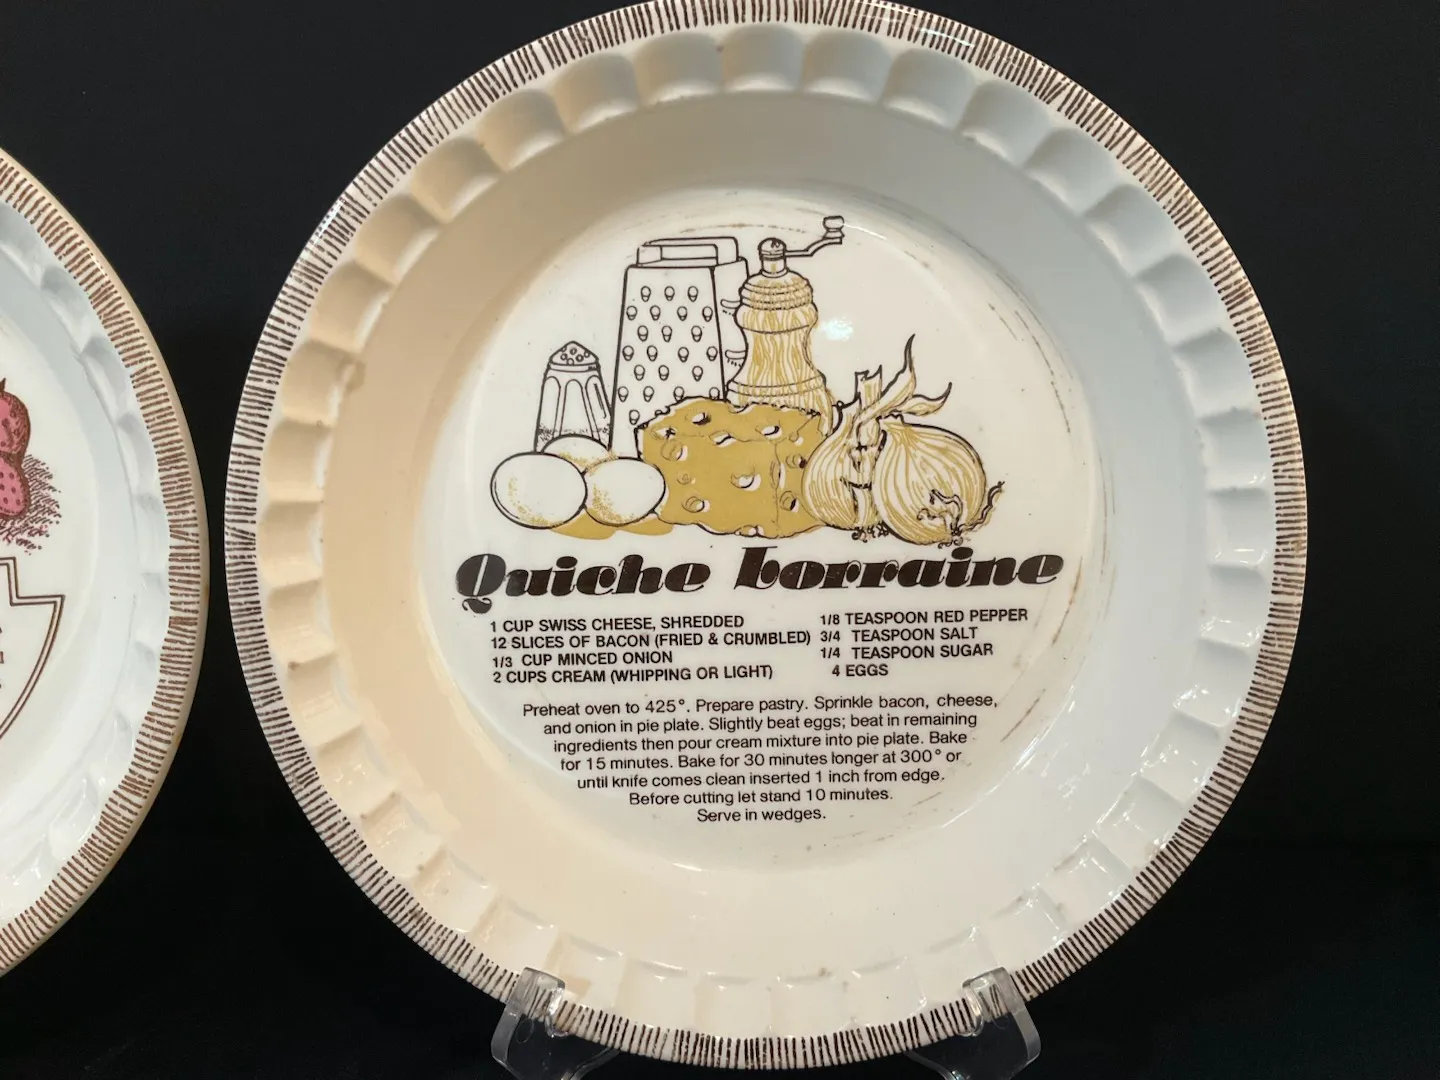 Quiche Lorraine
1 CUP SWISS CHEESE, SHREDDED
12 SLICES OF BACON (FRIED & CRUMBLED)
1/3 CUP MINCED ONION
2 CUPS CREAM (WHIPPING OR LIGHT)
1/8 TEASPOON RED PEPPER
3/4 TEASPOON SALT
1/4 TEASPOON SUGAR
4 EGGS
Preheat oven to 425°. Prepare pastry. Sprinkle bacon, cheese,
and onion in pie plate. Slightly beat eggs; beat in remaining
ingredients then pour cream mixture into pie plate. Bake
for 15 minutes. Bake for 30 minutes longer at 300° or
until knife comes clean inserted 1 inch from edge.
Before cutting let stand 10 minutes.
Serve in wedges.